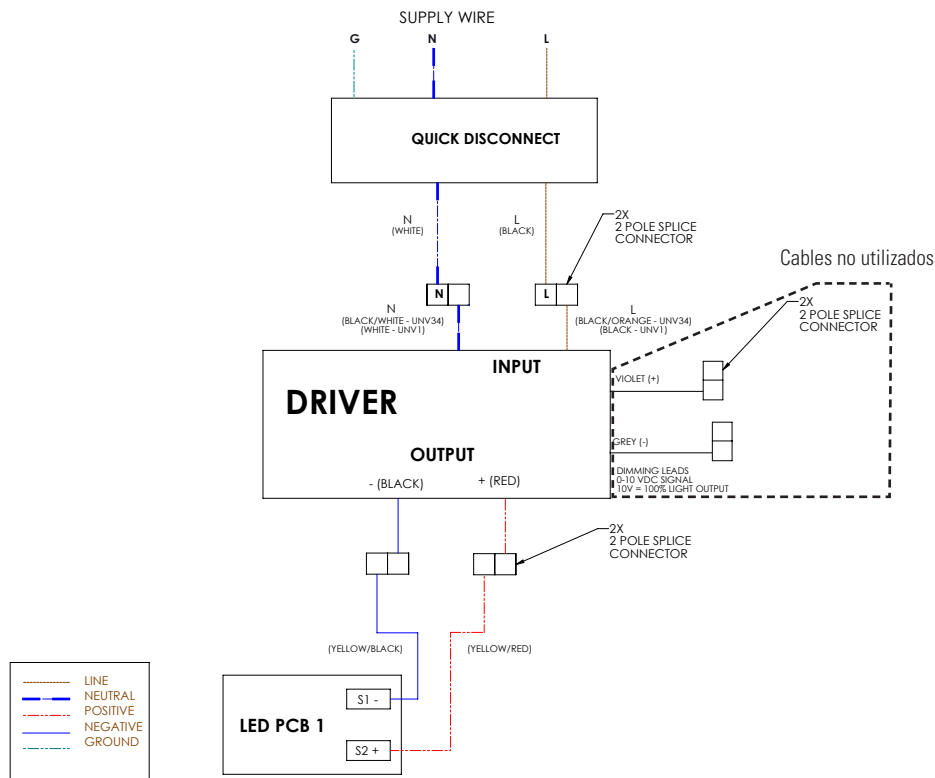 SUPPLY WIRE
G
N
L
QUICK DISCONNECT
N
(WHITE)
L
(BLACK)
2X
2 POLE SPLICE
CONNECTOR
Cables no utilizados
N
L
N
(BLACK/WHITE - UNV34)
(WHITE - UNV1)
L
(BLACK/ORANGE - UNV34)
(BLACK - UNV1)
2X
2 POLE SPLICE
CONNECTOR
INPUT
DRIVER
VIOLET (+)
OUTPUT
GREY (-)
- (BLACK)
+ (RED)
DIMMING LEADS
0-10 VDC SIGNAL
10V = 100% LIGHT OUTPUT
2X
2 POLE SPLICE
CONNECTOR
(YELLOW/BLACK)
(YELLOW/RED)
LINE
NEUTRAL
POSITIVE
NEGATIVE
GROUND
S1 -
LED PCB 1
S2 +